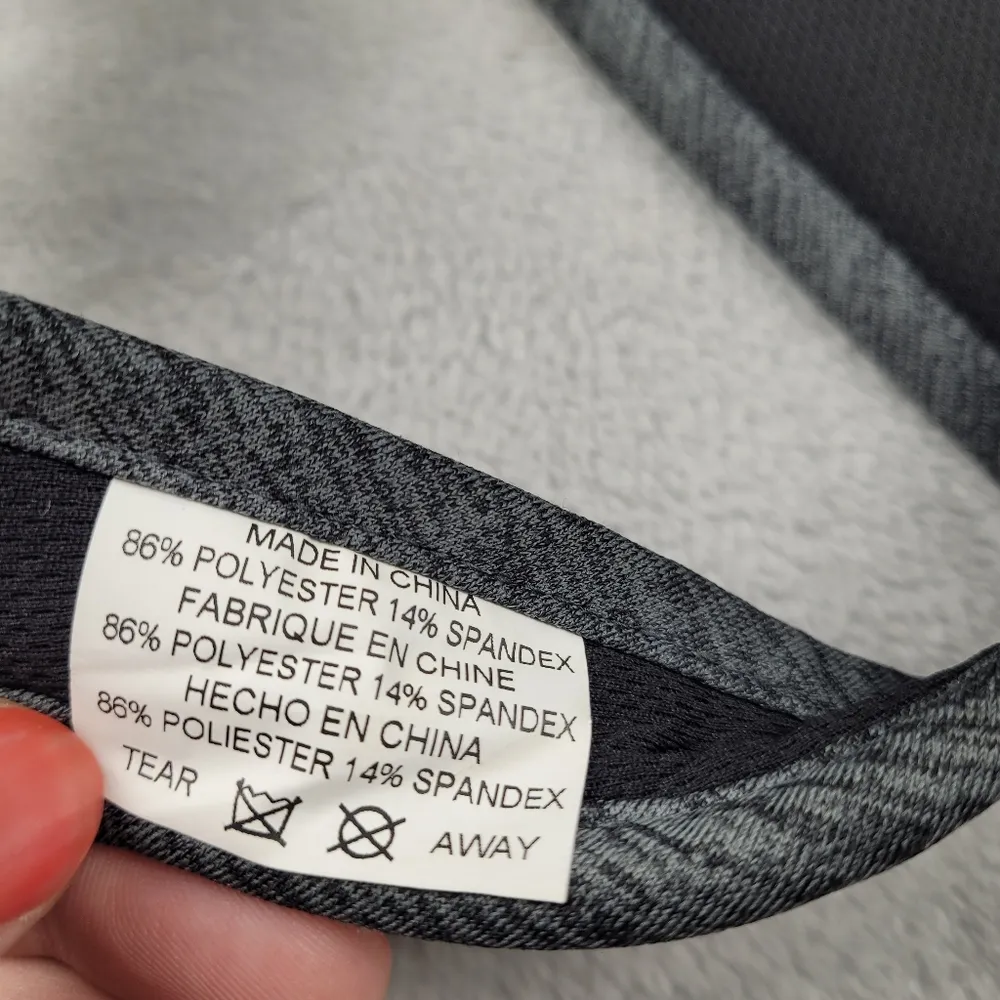 MADE IN CHINA
86% POLYESTER 14% SPANDEX
FABRIQUE EN CHINE
86% POLYESTER 14% SPANDEX
HECHO EN CHINA
86% POLIESTER 14% SPANDEX
TEAR AWAY